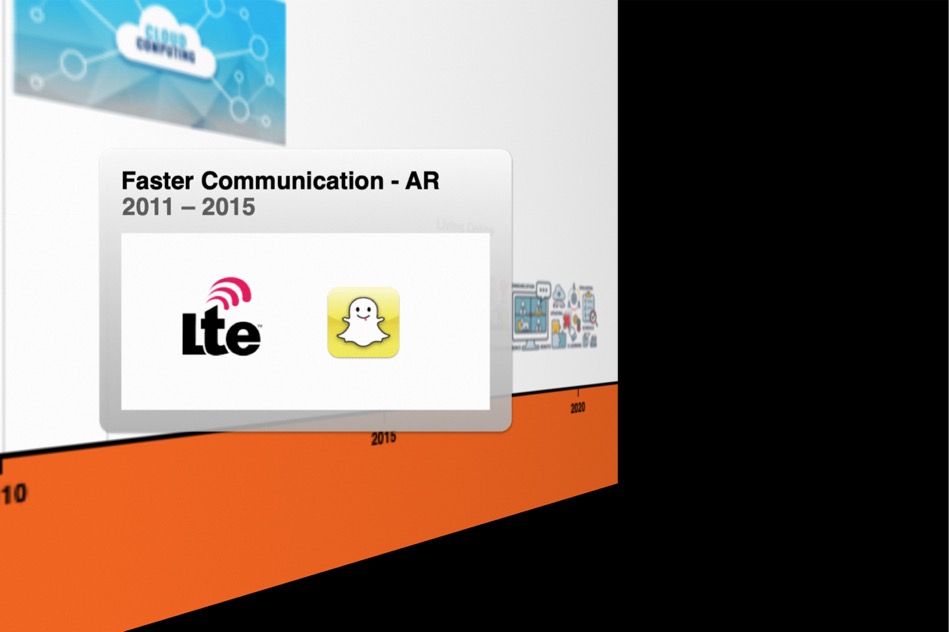 CLOUD
COMPUTING
Faster Communication - AR
2011 – 2015
Lte
10
2015
2020